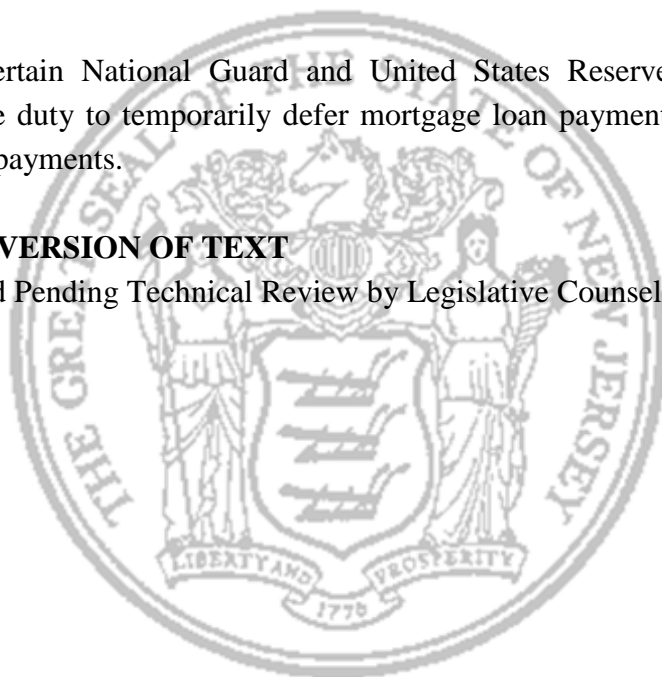 ertain National Guard and United States Reserve
e duty to temporarily defer mortgage loan payment
payments.
VERSION OF TEXT
d Pending Technical Review by Legislative Counsel
THE GREAT SEAL OF THE STATE OF NEW JERSEY
LIBERTY AND PROSPERITY
1776